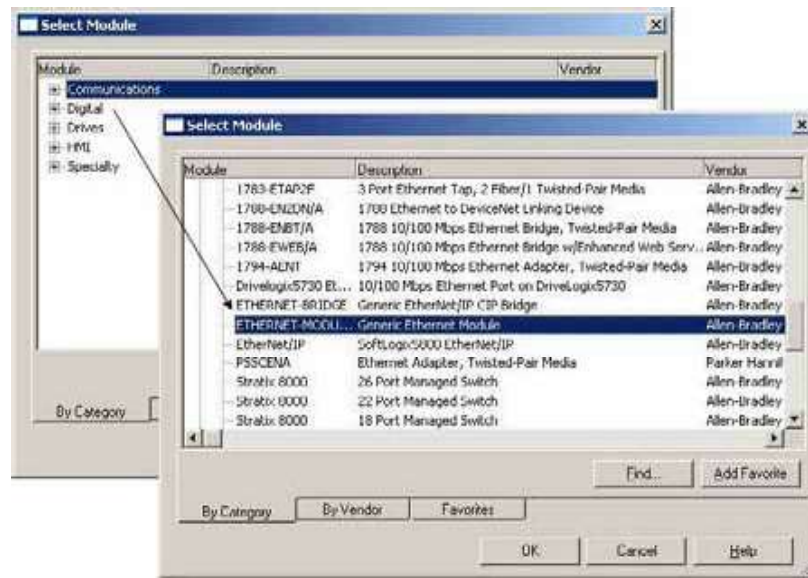 Select Module
Module Description Vendor
Communications
Digital
Drives
HMI
Specialty
By Category
Select Module
Module Description Vendor
1783-ETAP2F 3 Port Ethernet Tap, 2 Fiber/1 Twisted-Pair Media Allen-Bradley
1788-EN2DN/A 1788 Ethernet to DeviceNet Linking Device Allen-Bradley
1788-ENBT/A 1788 10/100 Mbps Ethernet Bridge, Twisted-Pair Media Allen-Bradley
1788-EWEB/A 1788 10/100 Mbps Ethernet Bridge w/Enhanced Web Serv... Allen-Bradley
1794-AENT 1794 10/100 Mbps Ethernet Adapter, Twisted-Pair Media Allen-Bradley
DriveLogix5730 Et... 10/100 Mbps Ethernet Port on DriveLogix5730 Allen-Bradley
ETHERNET-BRIDGE Generic EtherNet/IP CIP Bridge Allen-Bradley
ETHERNET-MODU... Generic Ethernet Module Allen-Bradley
EtherNet/IP SoftLogix5800 EtherNet/IP Allen-Bradley
PSSCENA Ethernet Adapter, Twisted-Pair Media Parker Hannif
Stratix 8000 26 Port Managed Switch Allen-Bradley
Stratix 8000 22 Port Managed Switch Allen-Bradley
Stratix 8000 18 Port Managed Switch Allen-Bradley
Find... Add Favorite
By Category By Vendor Favorites
OK Cancel Help